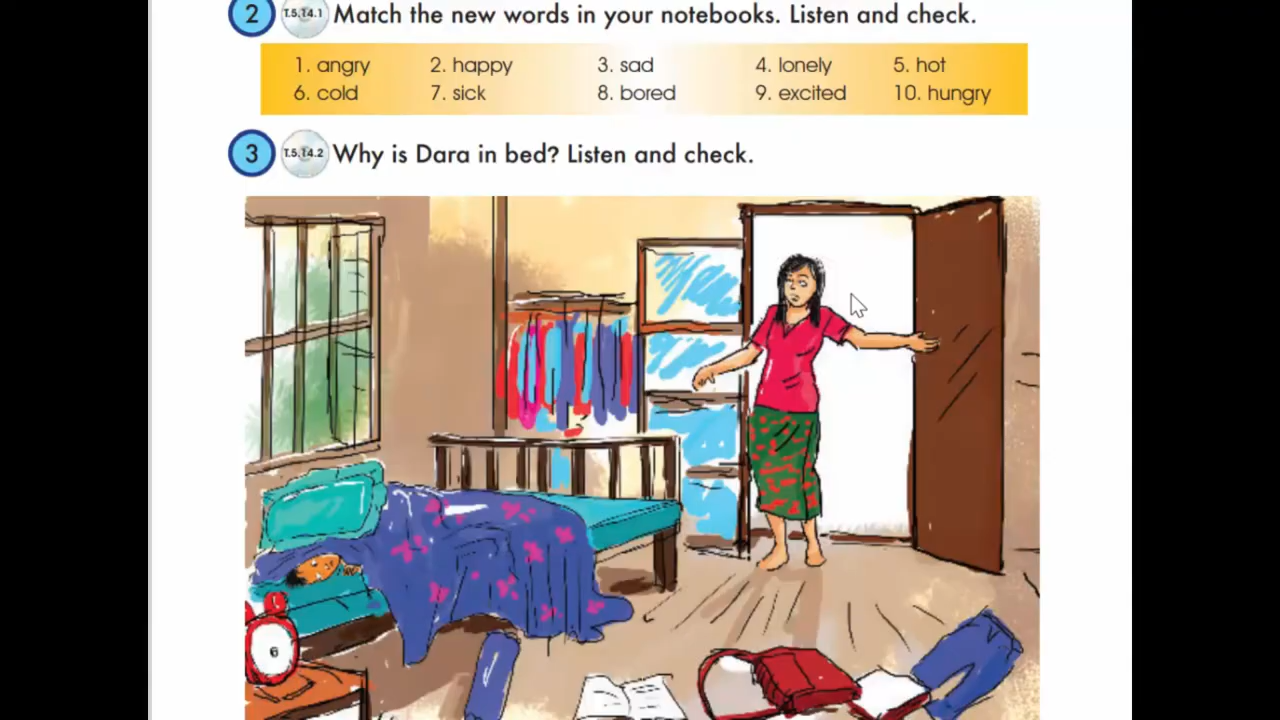 2 T.5.14.1 Match the new words in your notebooks. Listen and check.
1. angry 2. happy 3. sad 4. lonely 5. hot
6. cold 7. sick 8. bored 9. excited 10. hungry
3 T.5.14.2 Why is Dara in bed? Listen and check.
6